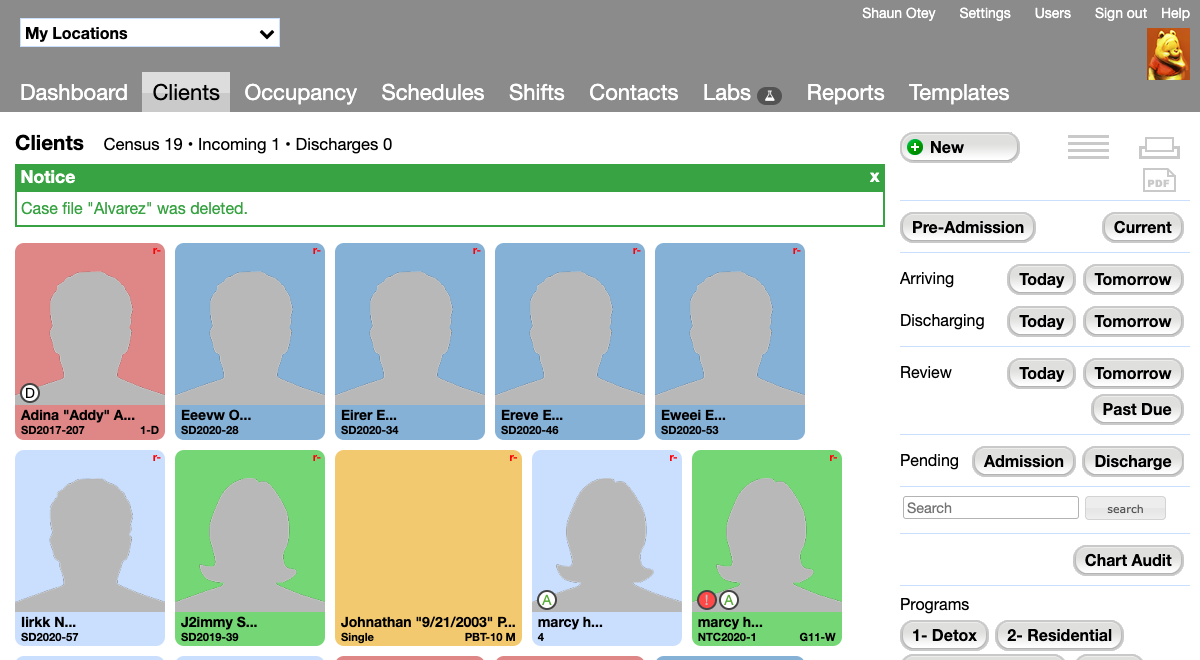 Shaun Otey Settings Users Sign out Help
My Locations
Dashboard Clients Occupancy Schedules Shifts Contacts Labs Reports Templates
Clients Census 19 • Incoming 1 • Discharges 0
Notice x
Case file "Alvarez" was deleted.
r- r- r- r- r-
D
Adina "Addy" A... Eeevw O... Eirer E... Ereve E... Eweei E...
SD2017-207 1-D SD2020-28 SD2020-34 SD2020-46 SD2020-53
r- r- r- r- r-
A ! A
Iirkk N... J2immy S... Johnathan "9/21/2003" P... marcy h... marcy h...
SD2020-57 SD2019-39 Single PBT-10 M 4 NTC2020-1 G11-W
New
PDF
Pre-Admission Current
Arriving Today Tomorrow
Discharging Today Tomorrow
Review Today Tomorrow
Past Due
Pending Admission Discharge
Search search
Chart Audit
Programs
1- Detox 2- Residential